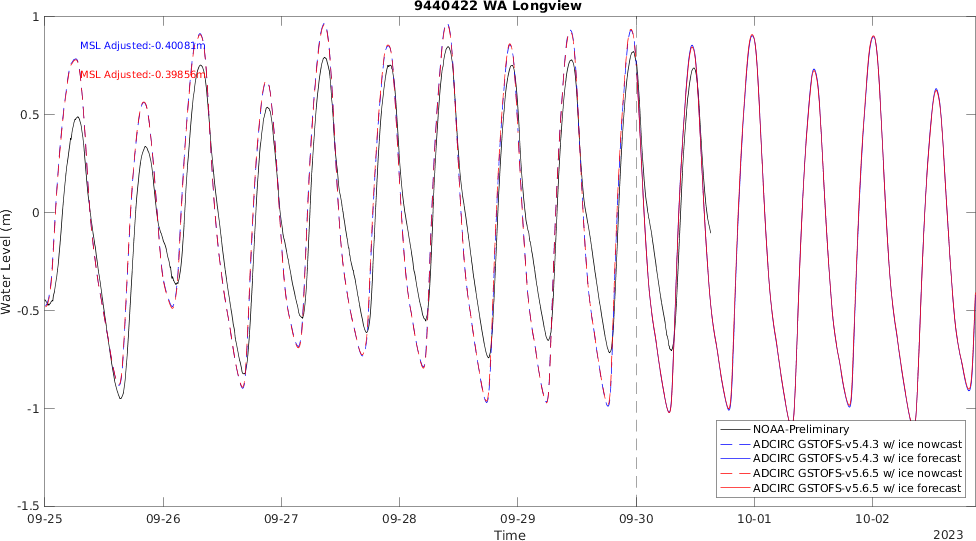 9440422 WA Longview
MSL Adjusted:-0.40081m
MSL Adjusted:-0.39856m
1
0.5
0
-0.5
-1
-1.5
Water Level (m)
09-25
09-26
09-27
09-28
09-29
09-30
10-01
10-02
Time
2023
NOAA-Preliminary
ADCIRC GSTOFS-v5.4.3 w/ ice nowcast
ADCIRC GSTOFS-v5.4.3 w/ ice forecast
ADCIRC GSTOFS-v5.6.5 w/ ice nowcast
ADCIRC GSTOFS-v5.6.5 w/ ice forecast